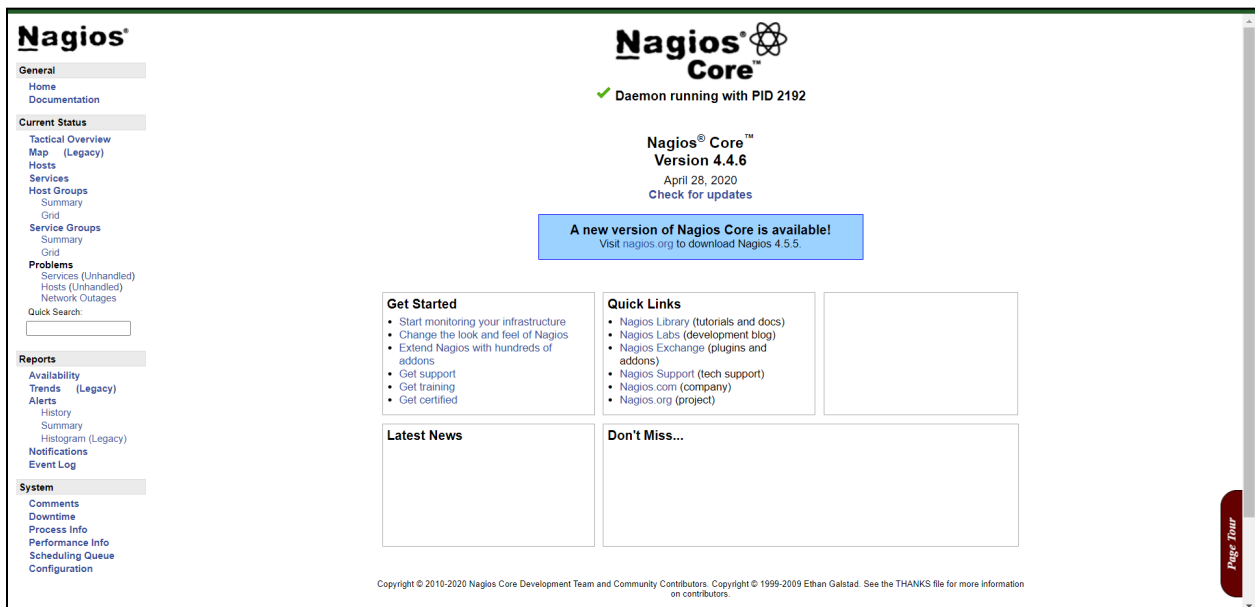 Nagios®
General
Home
Documentation
Current Status
Tactical Overview
Map (Legacy)
Hosts
Services
Host Groups
Summary
Grid
Service Groups
Summary
Grid
Problems
Services (Unhandled)
Hosts (Unhandled)
Network Outages
Quick Search:
Reports
Availability
Trends (Legacy)
Alerts
History
Summary
Histogram (Legacy)
Notifications
Event Log
System
Comments
Downtime
Process Info
Performance Info
Scheduling Queue
Configuration
Nagios®
Core™
Daemon running with PID 2192
Nagios® Core™
Version 4.4.6
April 28, 2020
Check for updates
A new version of Nagios Core is available!
Visit nagios.org to download Nagios 4.5.5.
Get Started
• Start monitoring your infrastructure
• Change the look and feel of Nagios
• Extend Nagios with hundreds of
addons
• Get support
• Get training
• Get certified
Quick Links
• Nagios Library (tutorials and docs)
• Nagios Labs (development blog)
• Nagios Exchange (plugins and
addons)
• Nagios Support (tech support)
• Nagios.com (company)
• Nagios.org (project)
Latest News
Don't Miss...
Page Tour
Copyright © 2010-2020 Nagios Core Development Team and Community Contributors. Copyright © 1999-2009 Ethan Galstad. See the THANKS file for more information
on contributors.